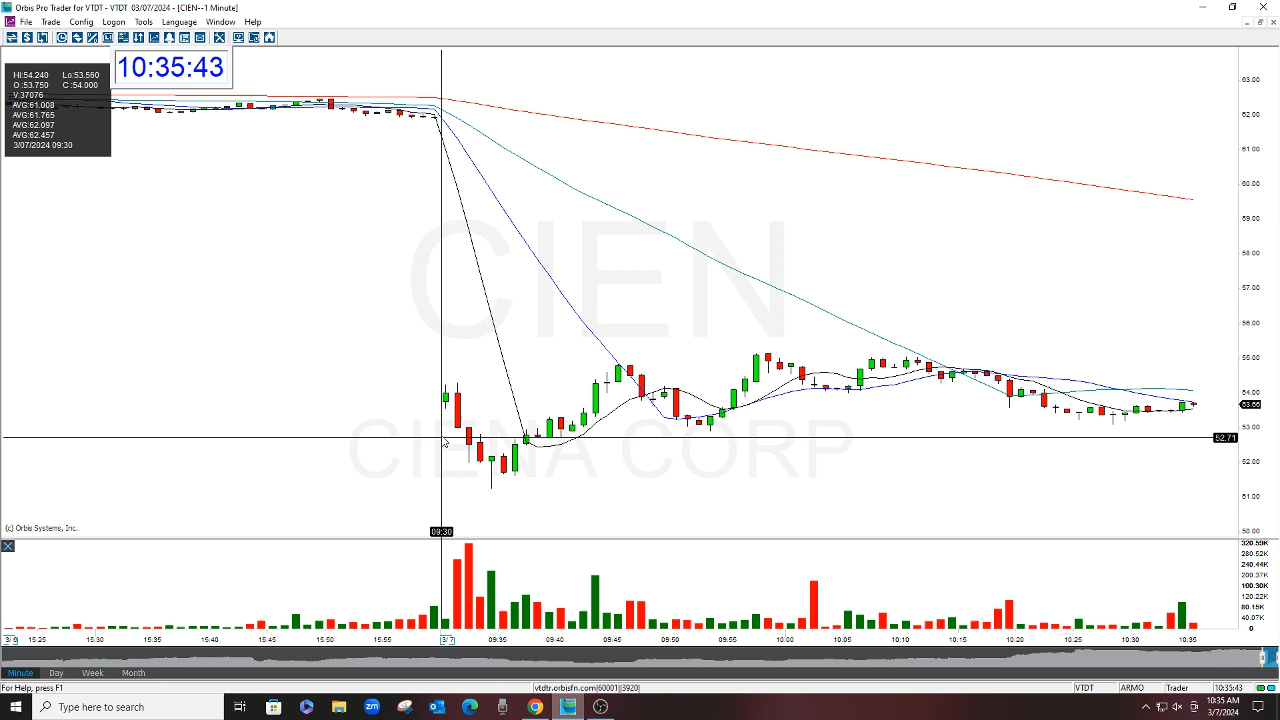 Orbis Pro Trader for VTDT - VTDT 03/07/2024 - [CIEN--1 Minute]
File Trade Config Logon Tools Language Window Help
10:35:43
Hi:54.240 Lo:53.560
O :53.750 C :54.000
V:37076
AVG:61.008
AVG:61.765
AVG:62.097
AVG:62.457
3/07/2024 09:30
CIEN
CIENA CORP
63.00
62.00
61.00
60.00
59.00
58.00
57.00
56.00
55.00
54.00
53.66
53.00
52.71
52.00
51.00
50.00
(c) Orbis Systems, Inc.
09:30
320.59K
280.52K
240.44K
200.37K
160.30K
120.22K
80.15K
40.07K
0
3/6 15:25 15:30 15:35 15:40 15:45 15:50 15:55 3/7 09:35 09:40 09:45 09:50 09:55 10:00 10:05 10:10 10:15 10:20 10:25 10:30 10:35
Minute Day Week Month
For Help, press F1 vtdt.orbisfn.com|60001||3920| VTDT ARMO Trader 10:35:43
Type here to search
10:35 AM
3/7/2024